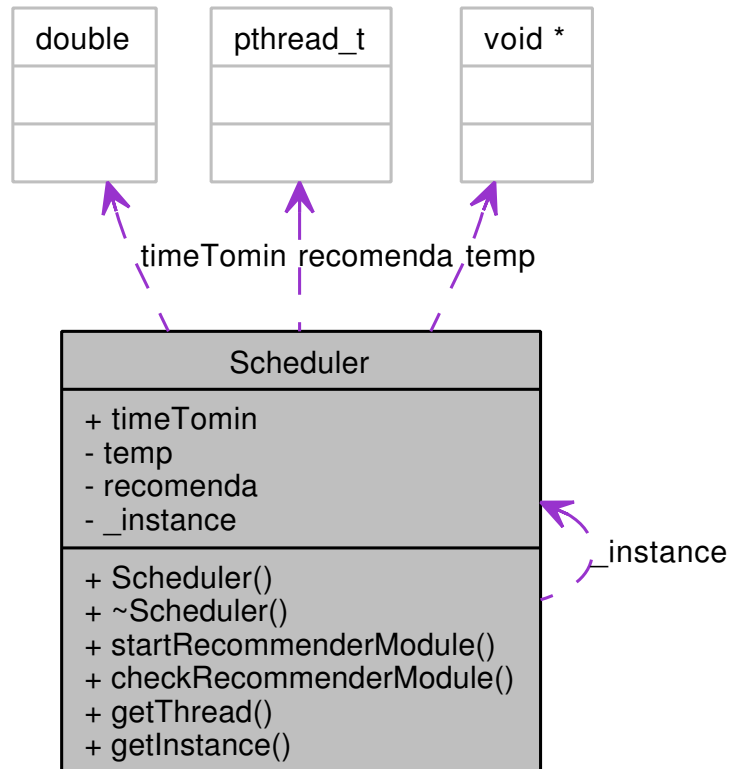 double pthread_t void *
timeTomin recomenda temp
Scheduler
+ timeTomin
- temp
- recomenda
- _instance
_instance
+ Scheduler()
+ ~Scheduler()
+ startRecommenderModule()
+ checkRecommenderModule()
+ getThread()
+ getInstance()